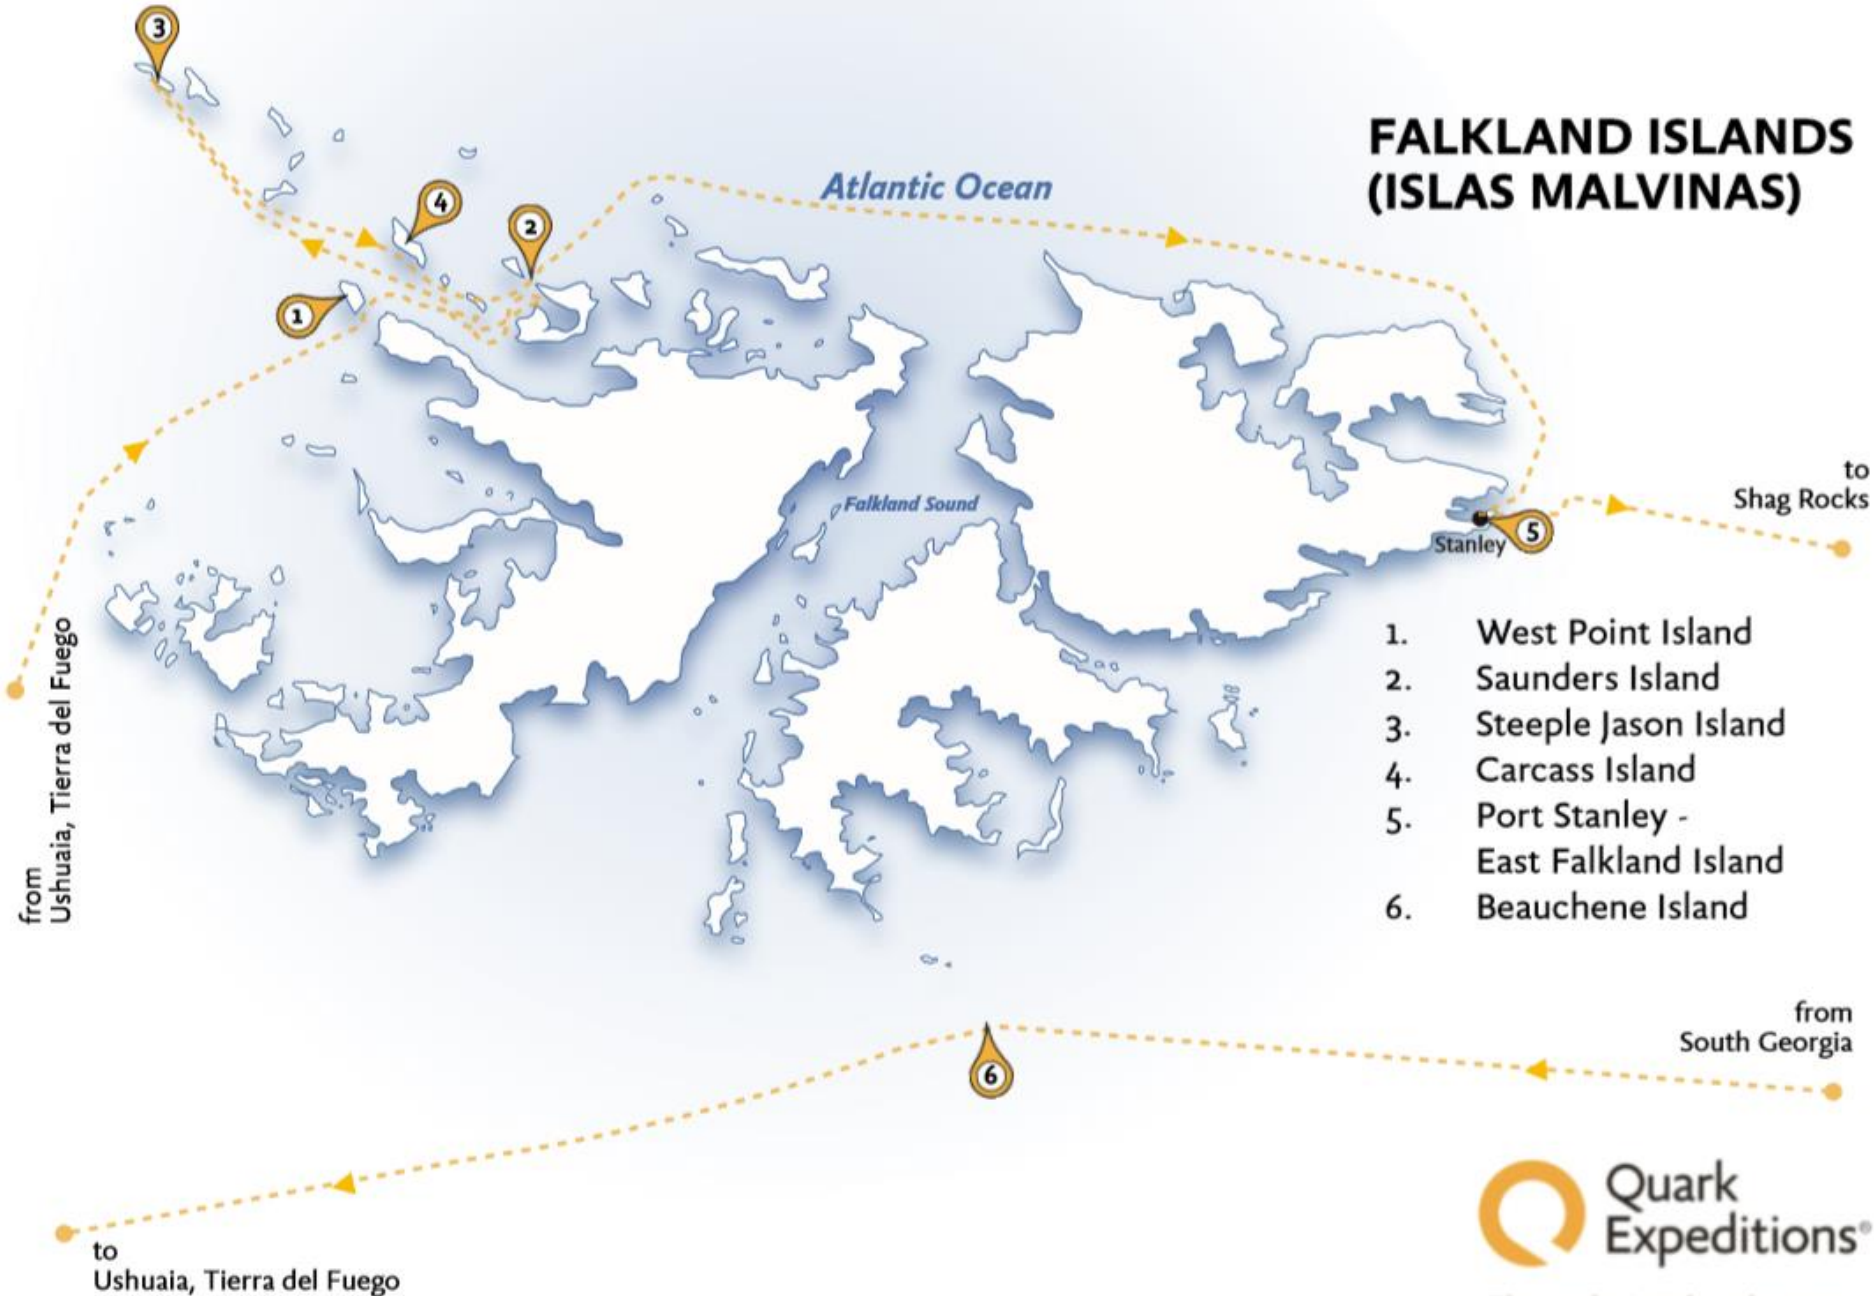 3
4
2
1
Atlantic Ocean
FALKLAND ISLANDS
(ISLAS MALVINAS)
Falkland Sound
to
Shag Rocks
Stanley
5
from
Ushuaia, Tierra del Fuego
1. West Point Island
2. Saunders Island
3. Steeple Jason Island
4. Carcass Island
5. Port Stanley -
East Falkland Island
6. Beauchene Island
from
South Georgia
6
to
Ushuaia, Tierra del Fuego
Quark
Expeditions®